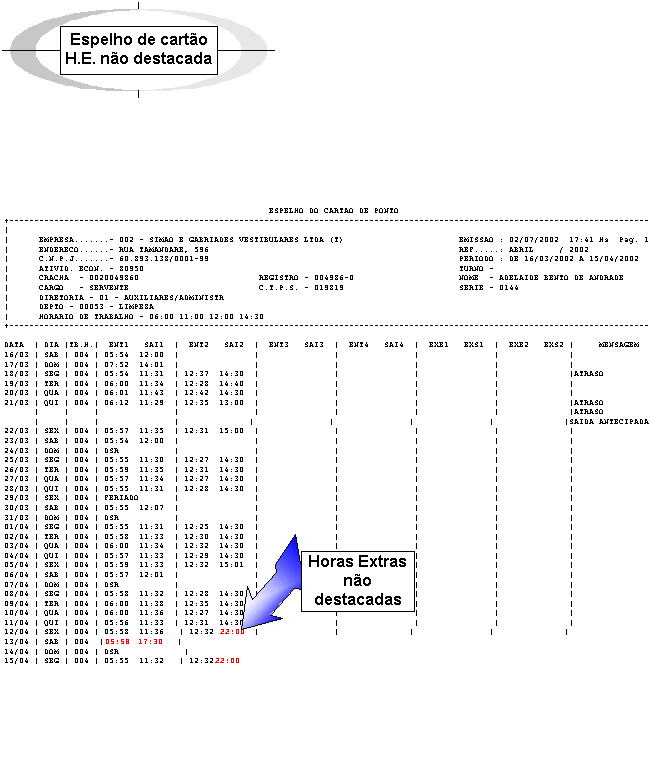 Espelho de cartão
H.E. não destacada
ESPELHO DO CARTAO DE PONTO
EMPRESA.......- 002 - SIMAO E GABRIADES VESTIBULARES LTDA (T) EMISSAO : 02/07/2002 17:41 Hs Pag. 1
ENDERECO......- RUA TAMANDARE, 596 REF.....: ABRIL / 2002
C.N.P.J.......- 60.893.138/0001-99 PERIODO : DE 16/03/2002 A 15/04/2002
ATIVID. ECON. - 80950 TURNO -
CRACHA - 0020049860 REGISTRO - 004986-0 NOME - ADELAIDE BENTO DE ANDRADE
CARGO - SERVENTE C.T.P.S. - 019819 SERIE - 0144
DIRETORIA - 01 - AUXILIARES/ADMINISTR
DEPTO - 00053 - LIMPEZA
HORARIO DE TRABALHO - 06:00 11:00 12:00 14:30
DATA | DIA |TB.H.| ENT1 SAI1 | ENT2 SAI2 | ENT3 SAI3 | ENT4 SAI4 | EXE1 EXS1 | EXE2 EXS2 | MENSAGEM
16/03 | SAB | 004 | 05:54 12:00 |
17/03 | DOM | 004 | 07:52 14:01 |
18/03 | SEG | 004 | 05:54 11:31 | 12:37 14:30 | |ATRASO
19/03 | TER | 004 | 06:00 11:34 | 12:28 14:40 |
20/03 | QUA | 004 | 06:01 11:43 | 12:42 14:30 |
21/03 | QUI | 004 | 06:12 11:29 | 12:35 13:00 | |ATRASO
|ATRASO
|SAIDA ANTECIPADA
22/03 | SEX | 004 | 05:57 11:35 | 12:31 15:00 |
23/03 | SAB | 004 | 05:54 12:00 |
24/03 | DOM | 004 | DSR
25/03 | SEG | 004 | 05:55 11:30 | 12:27 14:30 |
26/03 | TER | 004 | 05:59 11:35 | 12:31 14:30 |
27/03 | QUA | 004 | 05:57 11:34 | 12:27 14:30 |
28/03 | QUI | 004 | 05:55 11:31 | 12:28 14:30 |
29/03 | SEX | 004 | FERIADO |
30/03 | SAB | 004 | 05:55 12:07 |
31/03 | DOM | 004 | DSR
01/04 | SEG | 004 | 05:55 11:31 | 12:25 14:30 |
02/04 | TER | 004 | 05:58 11:33 | 12:30 14:30 |
03/04 | QUA | 004 | 06:00 11:34 | 12:32 14:30 |
04/04 | QUI | 004 | 05:57 11:33 | 12:29 14:30 |
05/04 | SEX | 004 | 05:59 11:33 | 12:32 15:01 |
06/04 | SAB | 004 | 05:57 12:01 |
07/04 | DOM | 004 | DSR
08/04 | SEG | 004 | 05:58 11:32 | 12:28 14:30
09/04 | TER | 004 | 06:00 11:38 | 12:35 14:30
10/04 | QUA | 004 | 06:00 11:36 | 12:27 14:30
11/04 | QUI | 004 | 05:56 11:33 | 12:31 14:30
12/04 | SEX | 004 | 05:58 11:36 | 12:32 22:00
13/04 | SAB | 004 |05:58 17:30 |
14/04 | DOM | 004 | DSR |
15/04 | SEG | 004 | 05:55 11:32 | 12:32 22:00
Horas Extras
não
destacadas